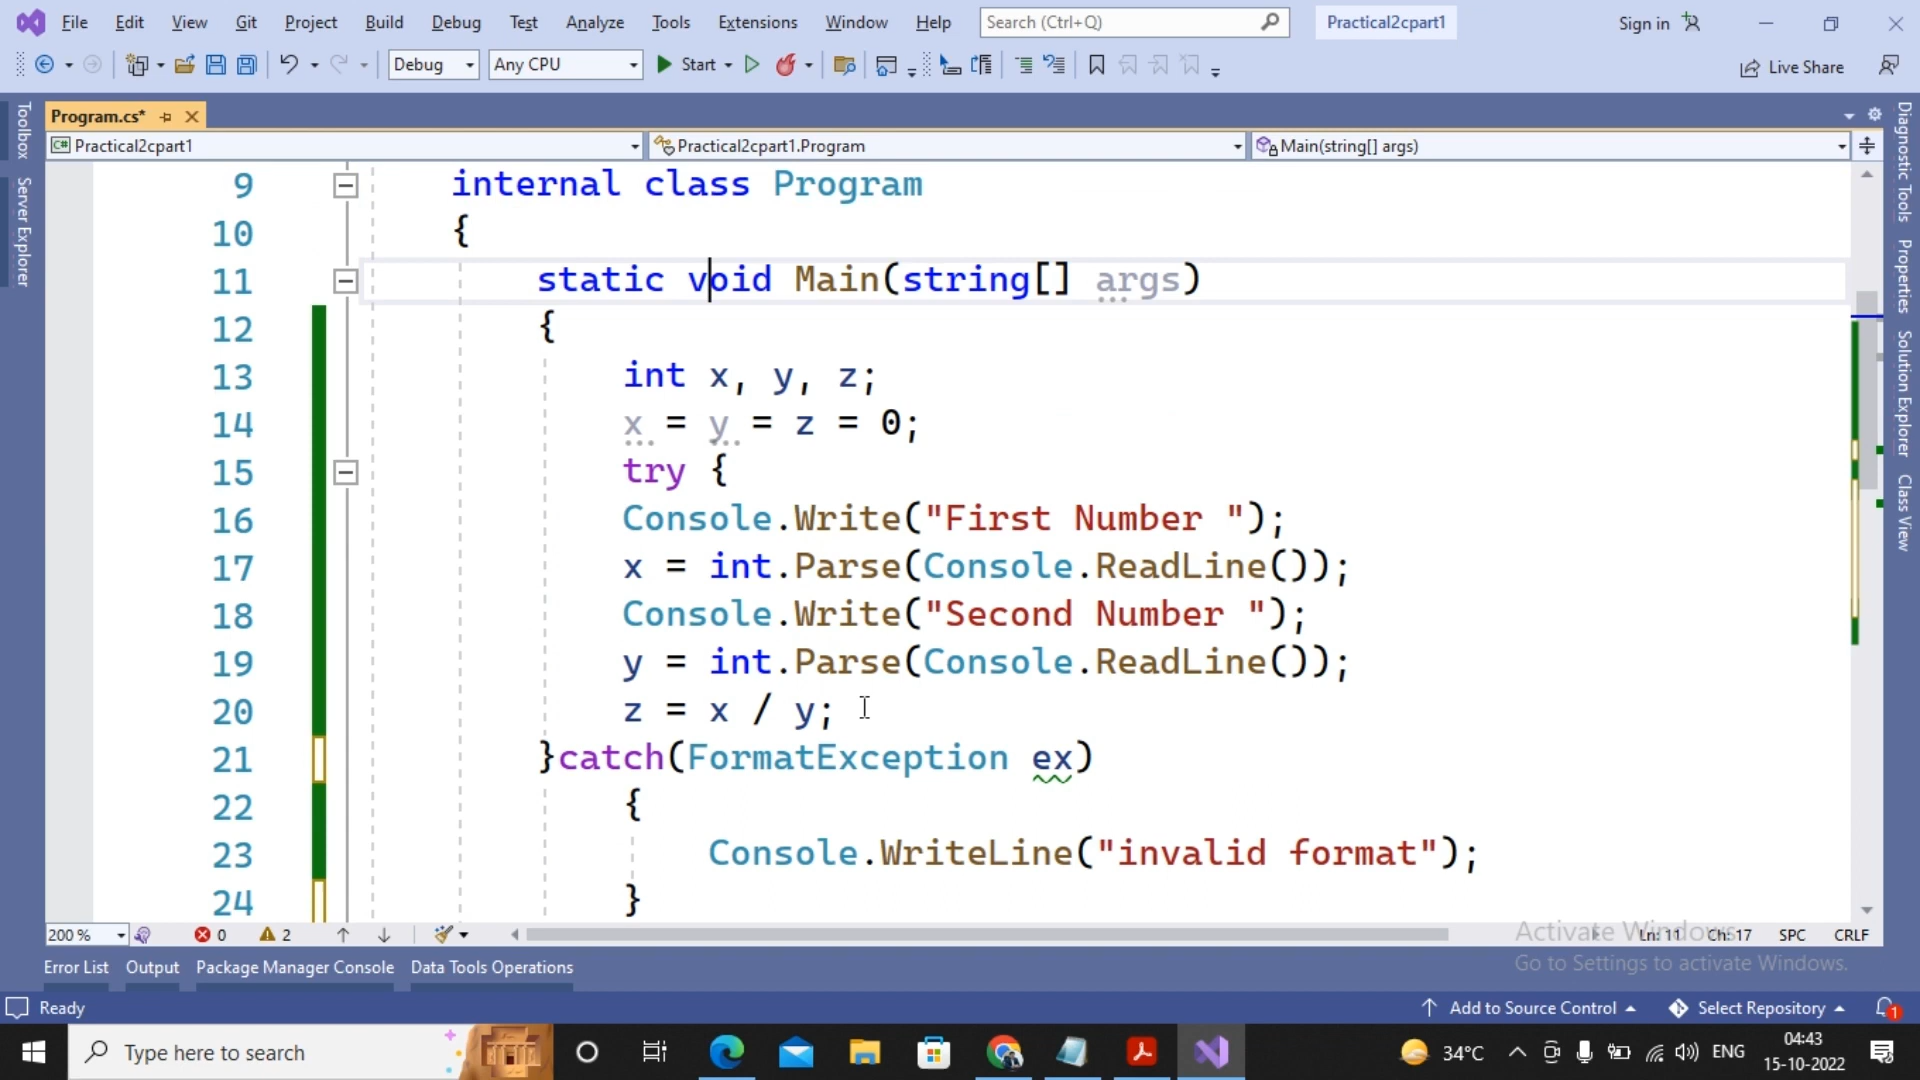 File Edit View Git Project Build Debug Test Analyze Tools Extensions Window Help Search (Ctrl+Q) Practical2cpart1 Sign in
Debug Any CPU Start Live Share
Toolbox
Server Explorer
Program.cs*
Practical2cpart1 Practical2cpart1.Program Main(string[] args)
9 internal class Program
10 {
11 static void Main(string[] args)
12 {
13 int x, y, z;
14 x = y = z = 0;
15 try {
16 Console.Write("First Number ");
17 x = int.Parse(Console.ReadLine());
18 Console.Write("Second Number ");
19 y = int.Parse(Console.ReadLine());
20 z = x / y;
21 }catch(FormatException ex)
22 {
23 Console.WriteLine("invalid format");
24 }
Diagnostic Tools
Properties
Solution Explorer
Class View
200 % 0 2 Ln: 11 Ch: 17 SPC CRLF
Activate Windows
Go to Settings to activate Windows.
Error List Output Package Manager Console Data Tools Operations
Ready Add to Source Control Select Repository 1
Type here to search 34°C ENG 04:43
15-10-2022